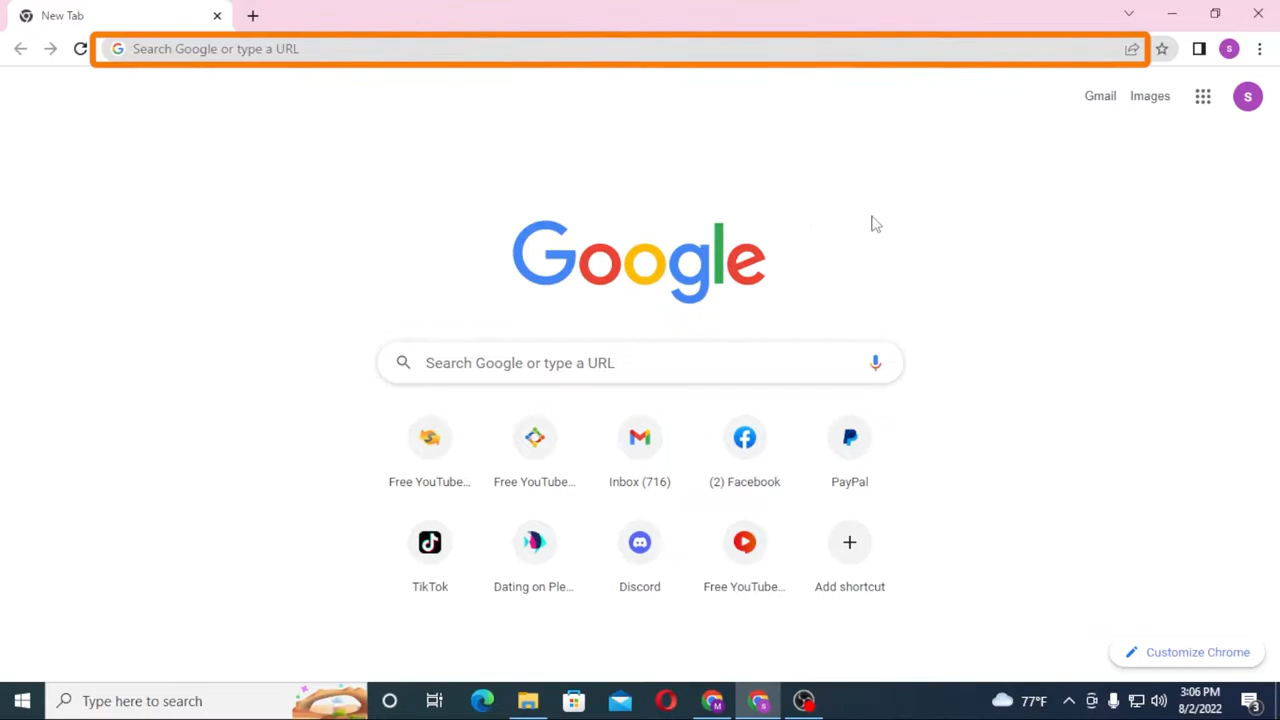 New Tab
Search Google or type a URL
S
Gmail
Images
S
Google
Search Google or type a URL
Free YouTube...
Free YouTube...
Inbox (716)
(2) Facebook
PayPal
TikTok
Dating on Ple...
Discord
Free YouTube...
Add shortcut
Customize Chrome
Type here to search
M
S
77°F
3:06 PM
8/2/2022
3